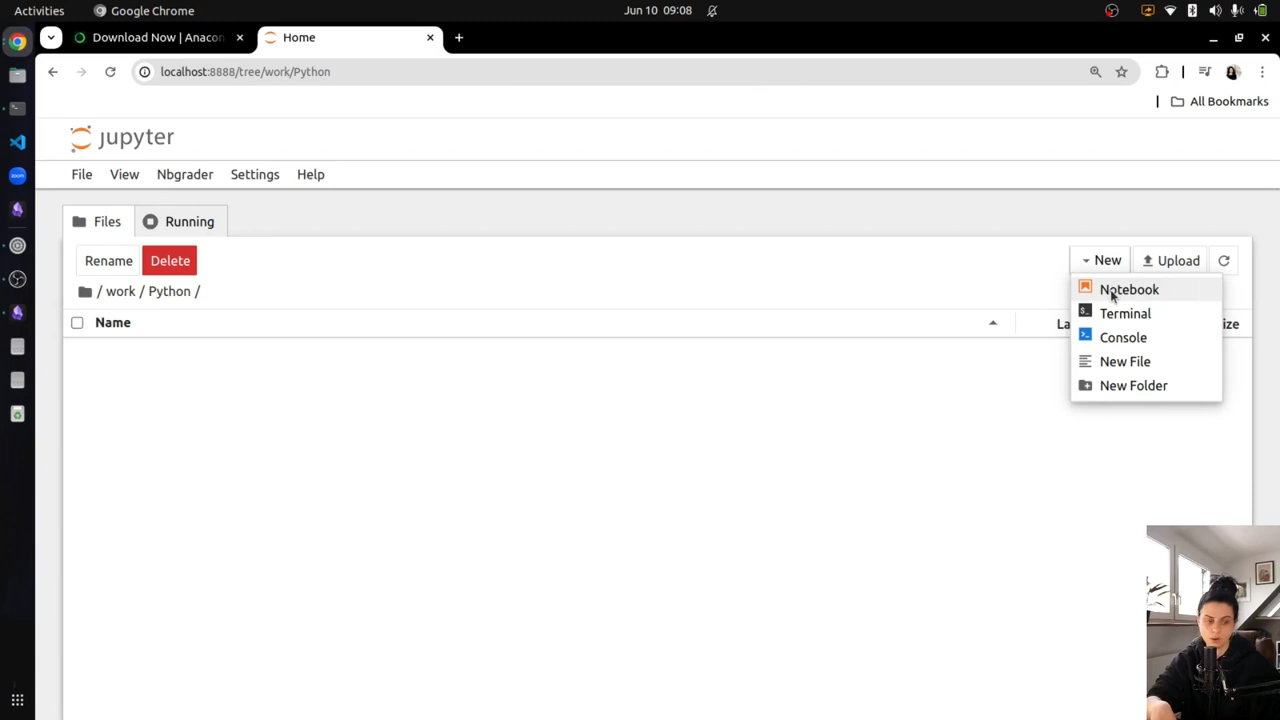 Activities
Google Chrome
Jun 10 09:08
Download Now | Anacon
Home
localhost:8888/tree/work/Python
All Bookmarks
jupyter
File View Nbgrader Settings Help
Files Running
Rename Delete
New Upload
/ work / Python /
Name
La
ize
Notebook
Terminal
Console
New File
New Folder